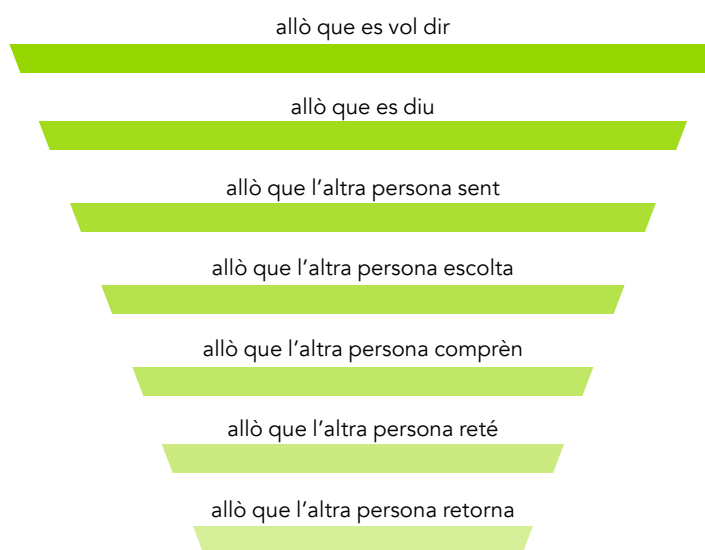 allò que es vol dir
allò que es diu
allò que l’altra persona sent
allò que l’altra persona escolta
allò que l’altra persona comprèn
allò que l’altra persona reté
allò que l’altra persona retorna